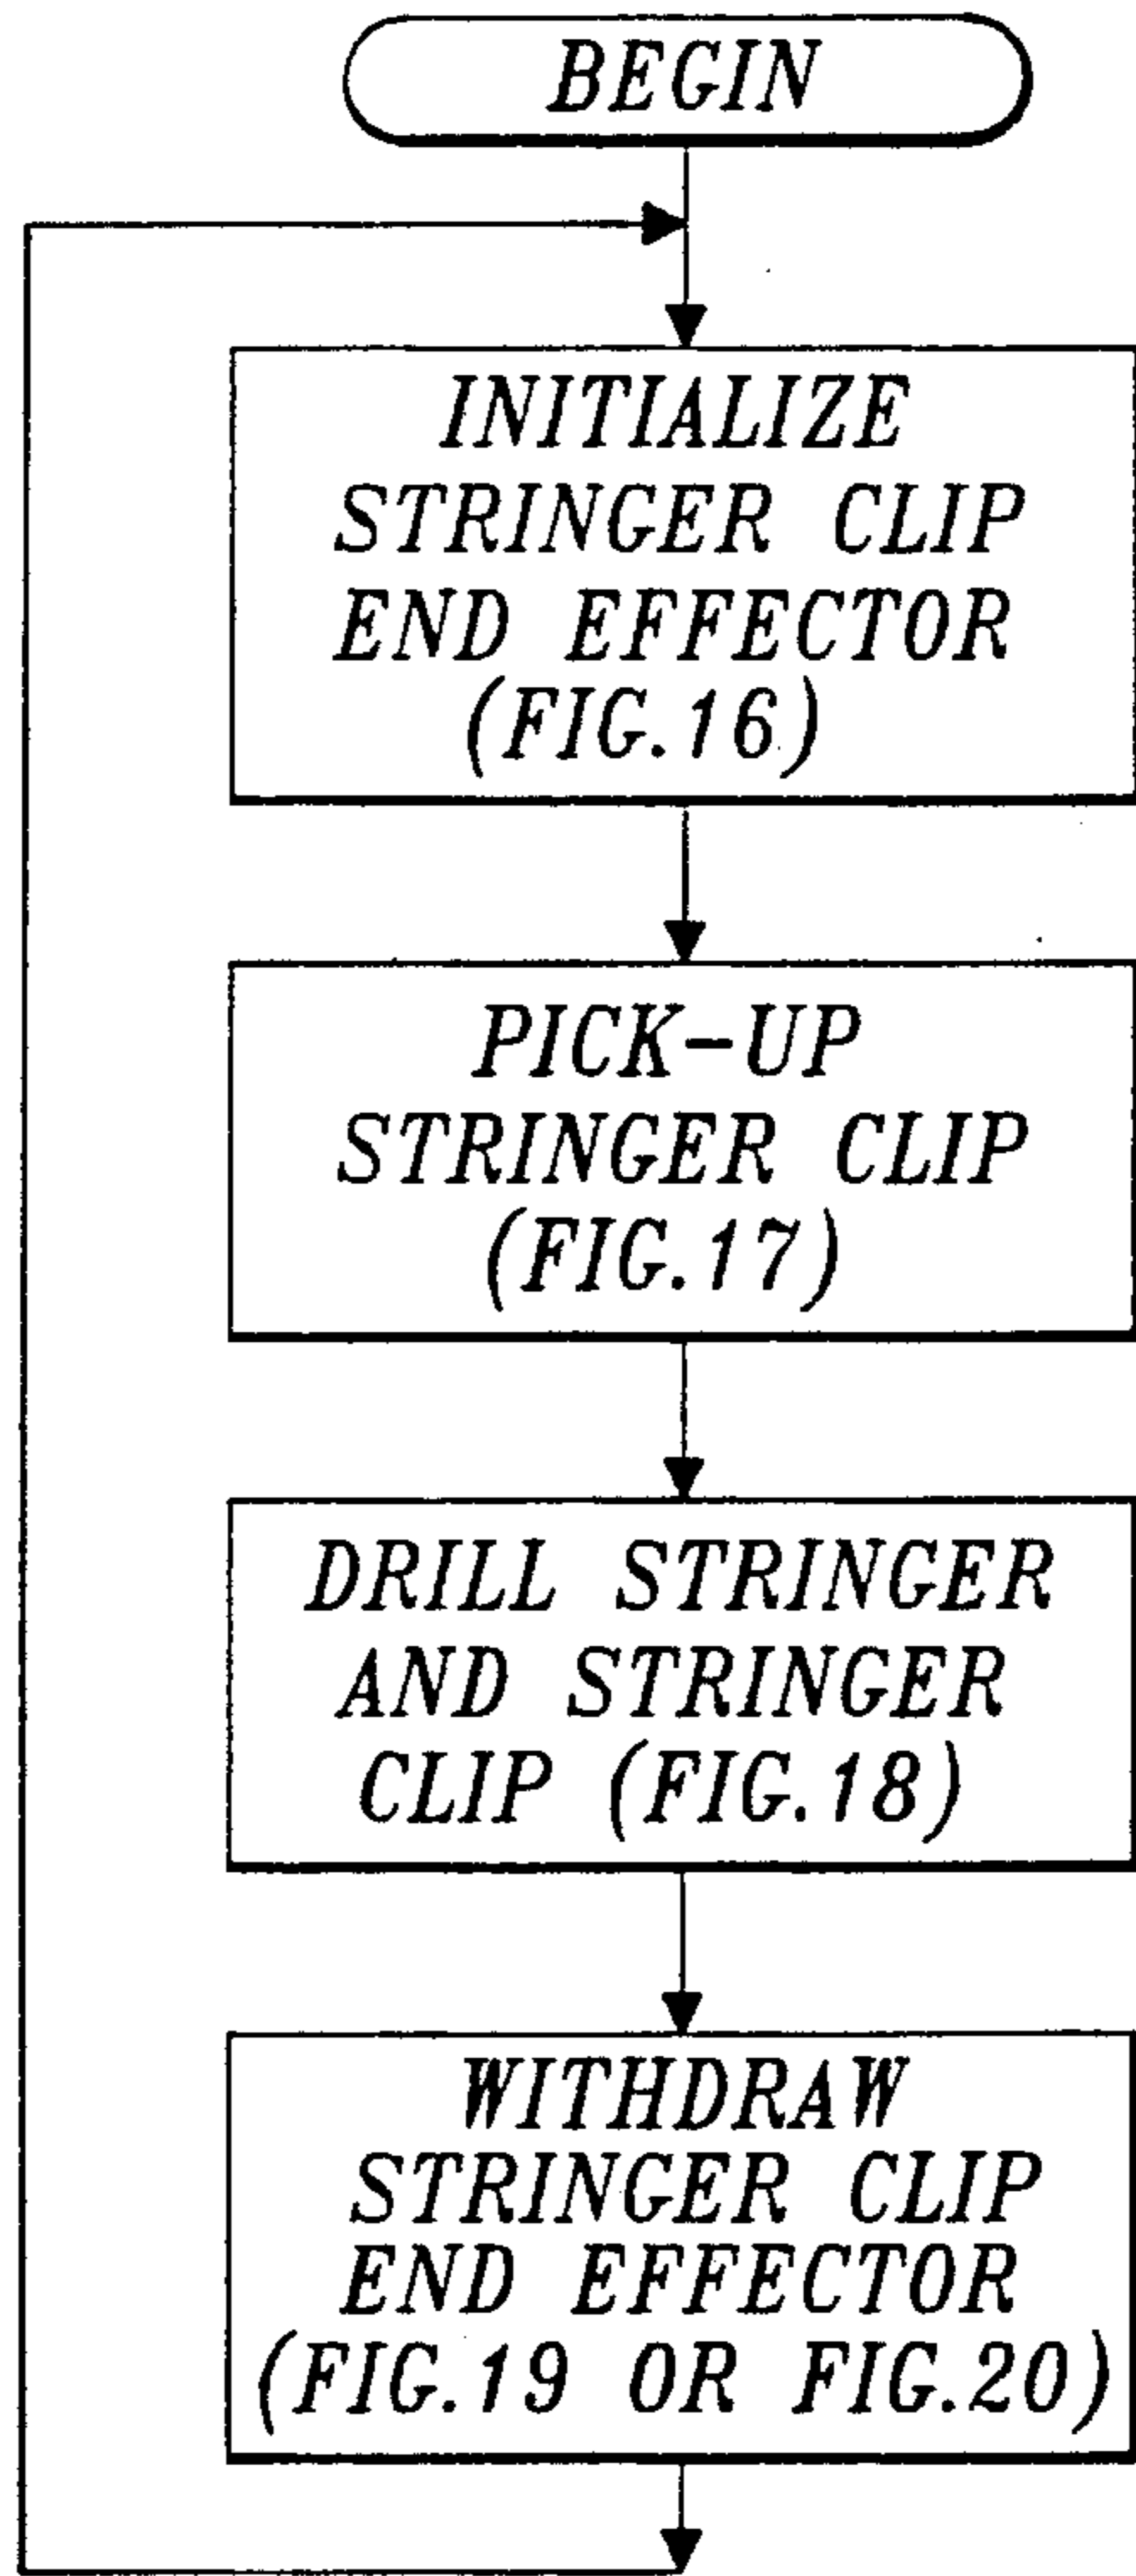 BEGIN
INITIALIZE
STRINGER CLIP
END EFFECTOR
(FIG.16)
PICK-UP
STRINGER CLIP
(FIG.17)
DRILL STRINGER
AND STRINGER
CLIP (FIG.18)
WITHDRAW
STRINGER CLIP
END EFFECTOR
(FIG.19 OR FIG.20)